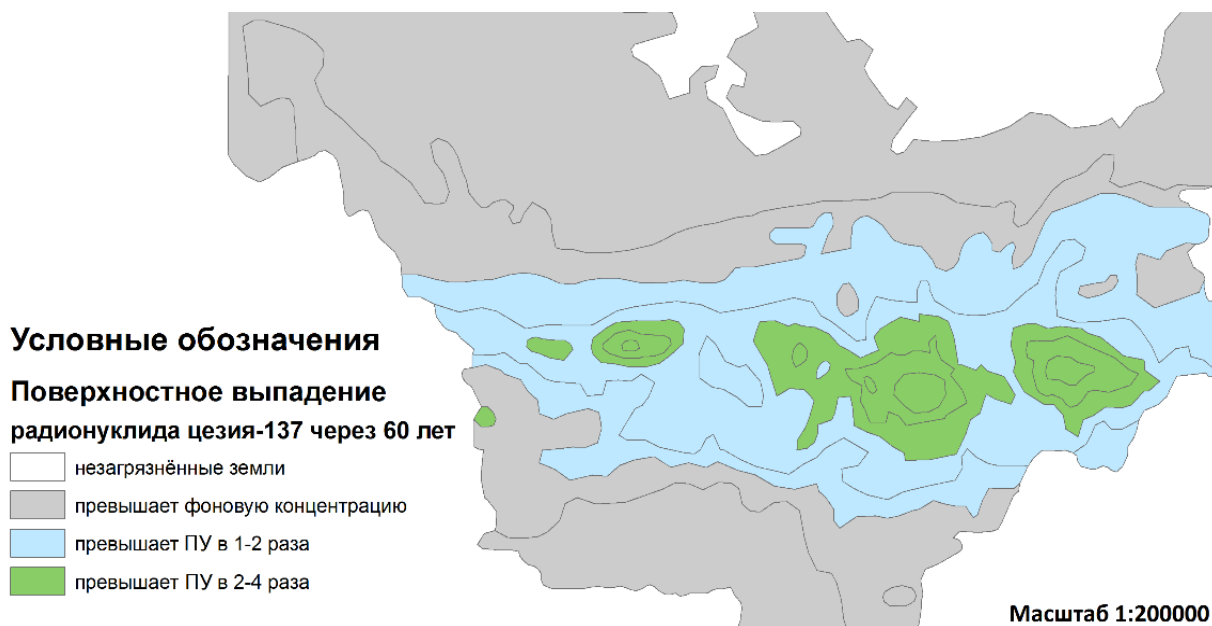 Условные обозначения
Поверхностное выпадение
радионуклида цезия-137 через 60 лет
незагрязнённые земли
превышает фоновую концентрацию
превышает ПУ в 1-2 раза
превышает ПУ в 2-4 раза
Масштаб 1:200000